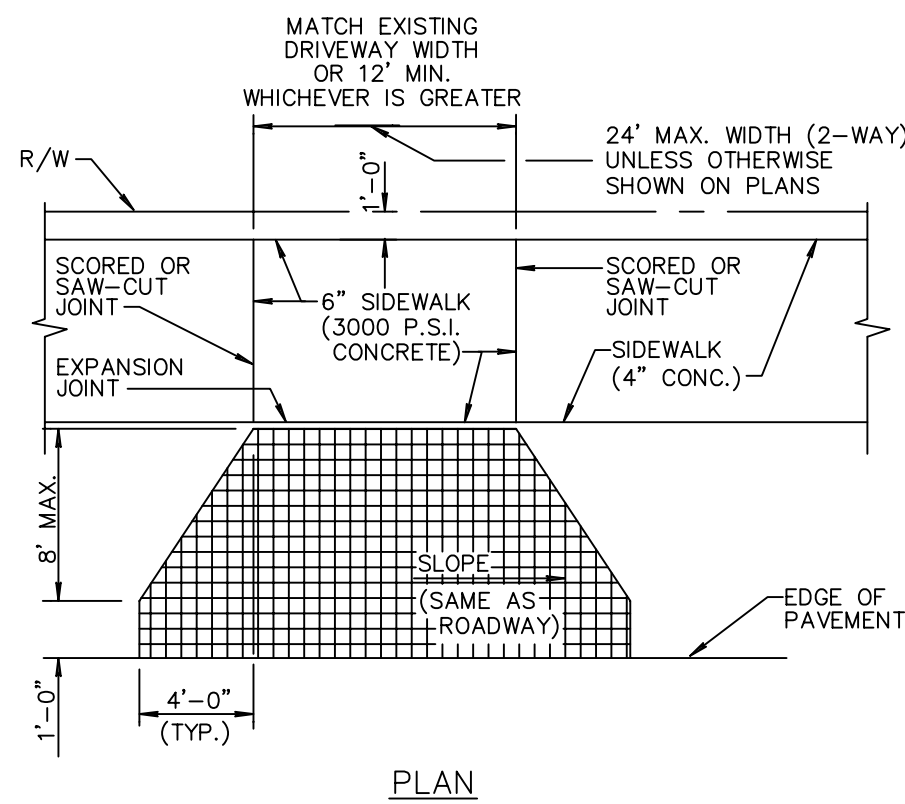 MATCH EXISTING
DRIVEWAY WIDTH
OR 12' MIN.
WHICHEVER IS GREATER
24' MAX. WIDTH (2-WAY)
UNLESS OTHERWISE
SHOWN ON PLANS
R/W
1'-0"
SCORED OR
SAW-CUT
JOINT
6" SIDEWALK
(3000 P.S.I.
CONCRETE)
SCORED OR
SAW-CUT
JOINT
EXPANSION
JOINT
SIDEWALK
(4" CONC.)
8' MAX.
SLOPE
(SAME AS
ROADWAY)
EDGE OF
PAVEMENT
1'-0"
4'-0"
(TYP.)
PLAN